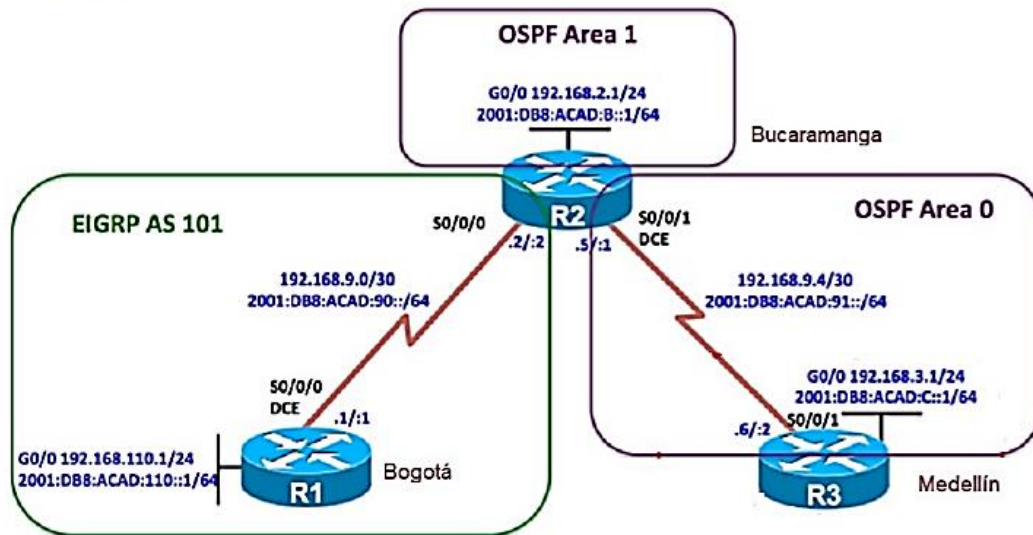 OSPF Area 1
G0/0 192.168.2.1/24
2001:DB8:ACAD:B::1/64
Bucaramanga
R2
EIGRP AS 101
S0/0/0
.2/:2
.5/:1
S0/0/1
DCE
OSPF Area 0
192.168.9.0/30
2001:DB8:ACAD:90::/64
192.168.9.4/30
2001:DB8:ACAD:91::/64
S0/0/0
DCE
.1/:1
G0/0 192.168.3.1/24
2001:DB8:ACAD:C::1/64
.6/:2
S0/0/1
G0/0 192.168.110.1/24
2001:DB8:ACAD:110::1/64
R1
Bogotá
R3
Medellín